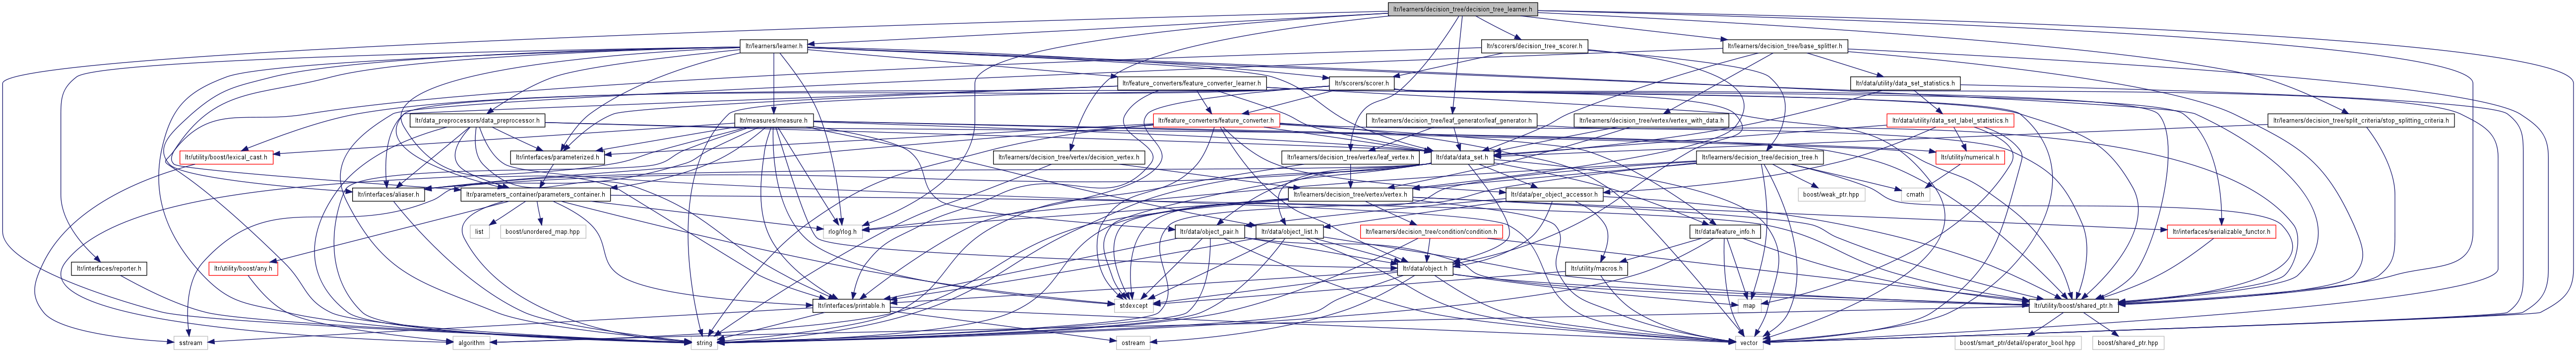 ltr/learners/decision_tree/decision_tree_learner.h
ltr/learners/learner.h
ltr/scorers/decision_tree_scorer.h
ltr/learners/decision_tree/base_splitter.h
ltr/feature_converters/feature_converter_learner.h
ltr/scorers/scorer.h
ltr/data/utility/data_set_statistics.h
ltr/data_preprocessors/data_preprocessor.h
ltr/measures/measure.h
ltr/feature_converters/feature_converter.h
ltr/learners/decision_tree/leaf_generator/leaf_generator.h
ltr/learners/decision_tree/vertex/vertex_with_data.h
ltr/data/utility/data_set_label_statistics.h
ltr/learners/decision_tree/split_criteria/stop_splitting_criteria.h
ltr/utility/boost/lexical_cast.h
ltr/interfaces/parameterized.h
ltr/learners/decision_tree/vertex/decision_vertex.h
ltr/learners/decision_tree/vertex/leaf_vertex.h
ltr/data/data_set.h
ltr/learners/decision_tree/decision_tree.h
ltr/utility/numerical.h
ltr/interfaces/aliaser.h
ltr/parameters_container/parameters_container.h
ltr/learners/decision_tree/vertex/vertex.h
ltr/data/per_object_accessor.h
boost/weak_ptr.hpp
cmath
list
boost/unordered_map.hpp
rlog/rlog.h
ltr/data/object_pair.h
ltr/data/object_list.h
ltr/learners/decision_tree/condition/condition.h
ltr/data/feature_info.h
ltr/interfaces/serializable_functor.h
ltr/interfaces/reporter.h
ltr/utility/boost/any.h
ltr/data/object.h
ltr/utility/macros.h
ltr/interfaces/printable.h
stdexcept
map
ltr/utility/boost/shared_ptr.h
sstream
algorithm
string
ostream
vector
boost/smart_ptr/detail/operator_bool.hpp
boost/shared_ptr.hpp